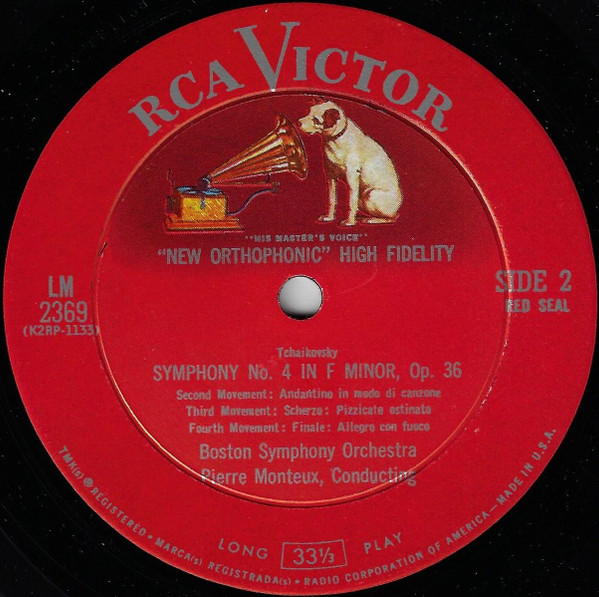 RCA VICTOR
"HIS MASTER'S VOICE"
"NEW ORTHOPHONIC" HIGH FIDELITY
LM
2369
(K2RP-1133)
SIDE 2
RED SEAL
Tchaikovsky
SYMPHONY No. 4 IN F MINOR, Op. 36
Second Movement: Andantino in modo di canzone
Third Movement: Scherzo: Pizzicato ostinato
Fourth Movement: Finale: Allegro con fuoco
Boston Symphony Orchestra
Pierre Monteux, Conducting
LONG 33⅓ PLAY
TMK(s) ® REGISTERED • MARCA(s) REGISTRADA(s) • RADIO CORPORATION OF AMERICA—MADE IN U.S.A.